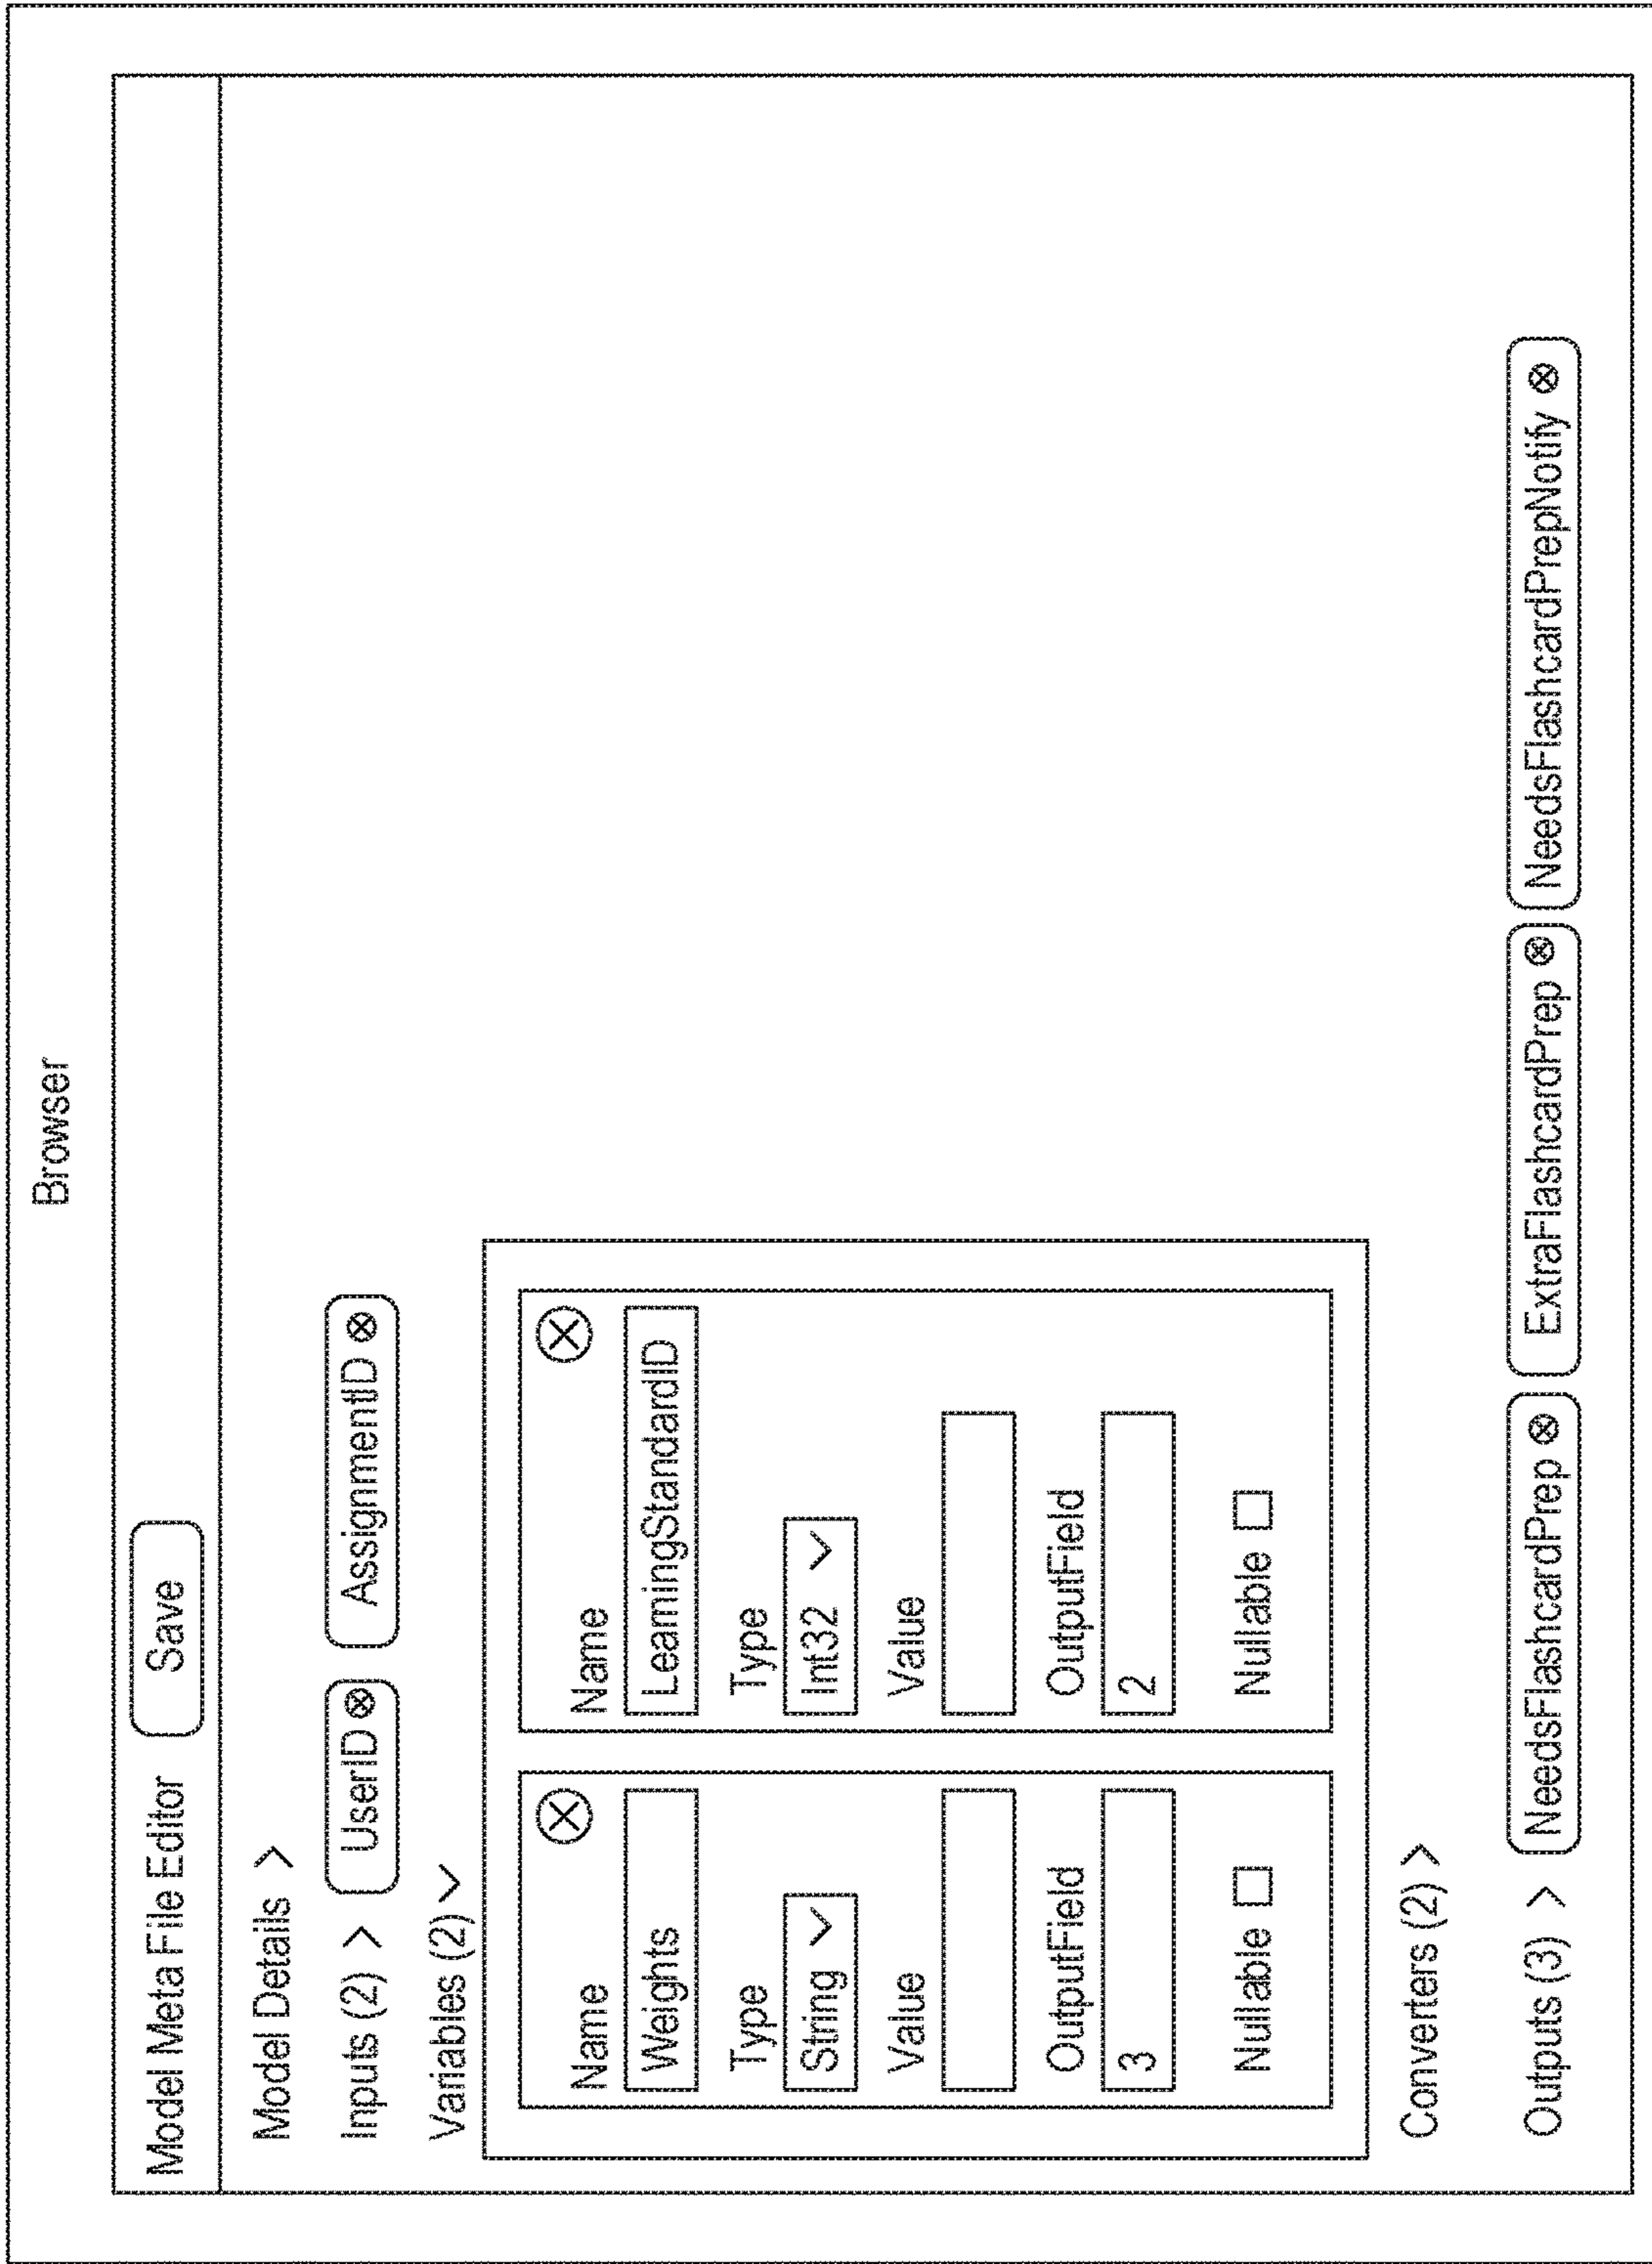 Browser
Model Meta File Editor Save
Model Details >
Inputs (2) > UserID ⊗ AssignmentID ⊗
Variables (2) ∨
Name
Weights
Type
String ∨
Value
OutputField
3
Nullable ☐
Name
LearningStandardID
Type
Int32 ∨
Value
OutputField
2
Nullable ☐
Converters (2) >
Outputs (3) > NeedsFlashcardPrep ⊗ ExtraFlashcardPrep ⊗ NeedsFlashcardPrepNotify ⊗